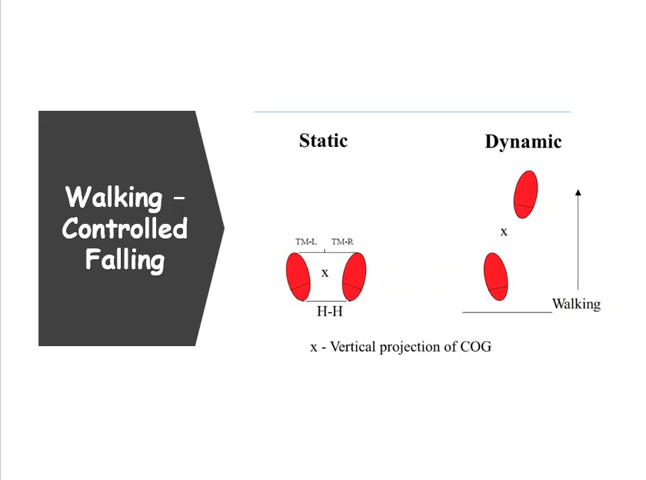 Walking –
Controlled
Falling
Static
Dynamic
TM-L TM-R
x
H-H
x
Walking
x - Vertical projection of COG